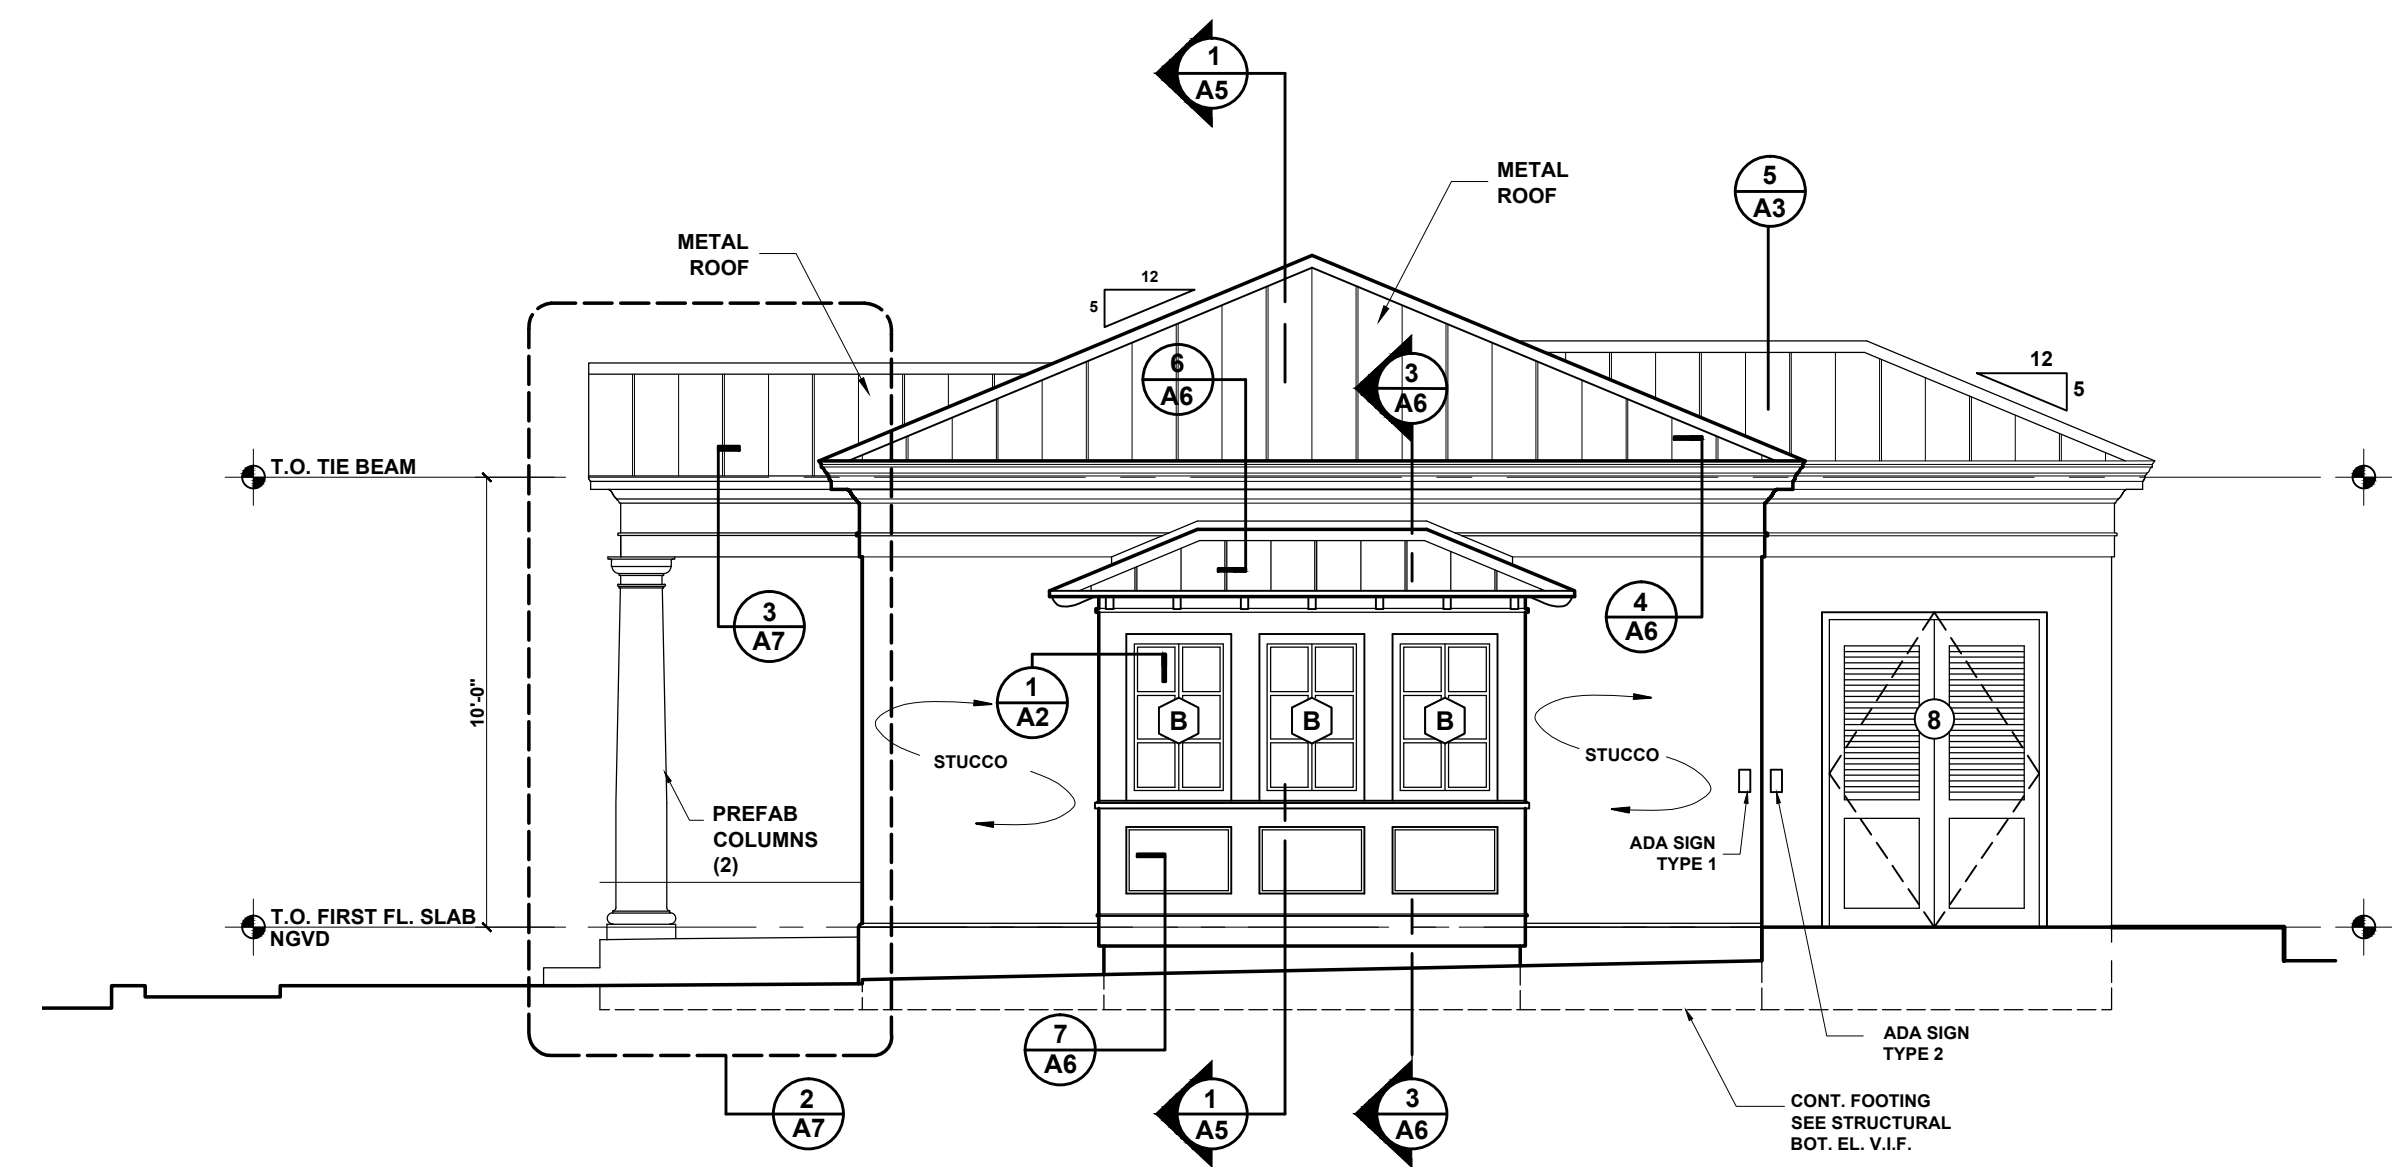 1
A5
METAL
ROOF
5
A3
METAL
ROOF
12
5
6
A6
3
A6
12
5
T.O. TIE BEAM
3
A7
4
A6
10'-0"
1
A2
B
B
B
8
STUCCO
STUCCO
PREFAB
COLUMNS
(2)
ADA SIGN
TYPE 1
T.O. FIRST FL. SLAB
NGVD
7
A6
ADA SIGN
TYPE 2
2
A7
1
A5
3
A6
CONT. FOOTING
SEE STRUCTURAL
BOT. EL. V.I.F.